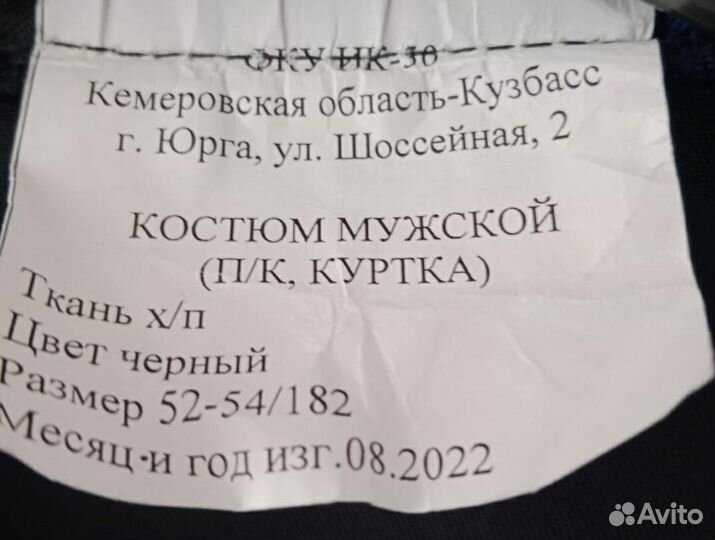 ФКУ ИК-50
Кемеровская область-Кузбасс
г. Юрга, ул. Шоссейная, 2
КОСТЮМ МУЖСКОЙ
(П/К, КУРТКА)
Ткань х/п
Цвет черный
Размер 52-54/182
Месяц и год изг.08.2022
Avito